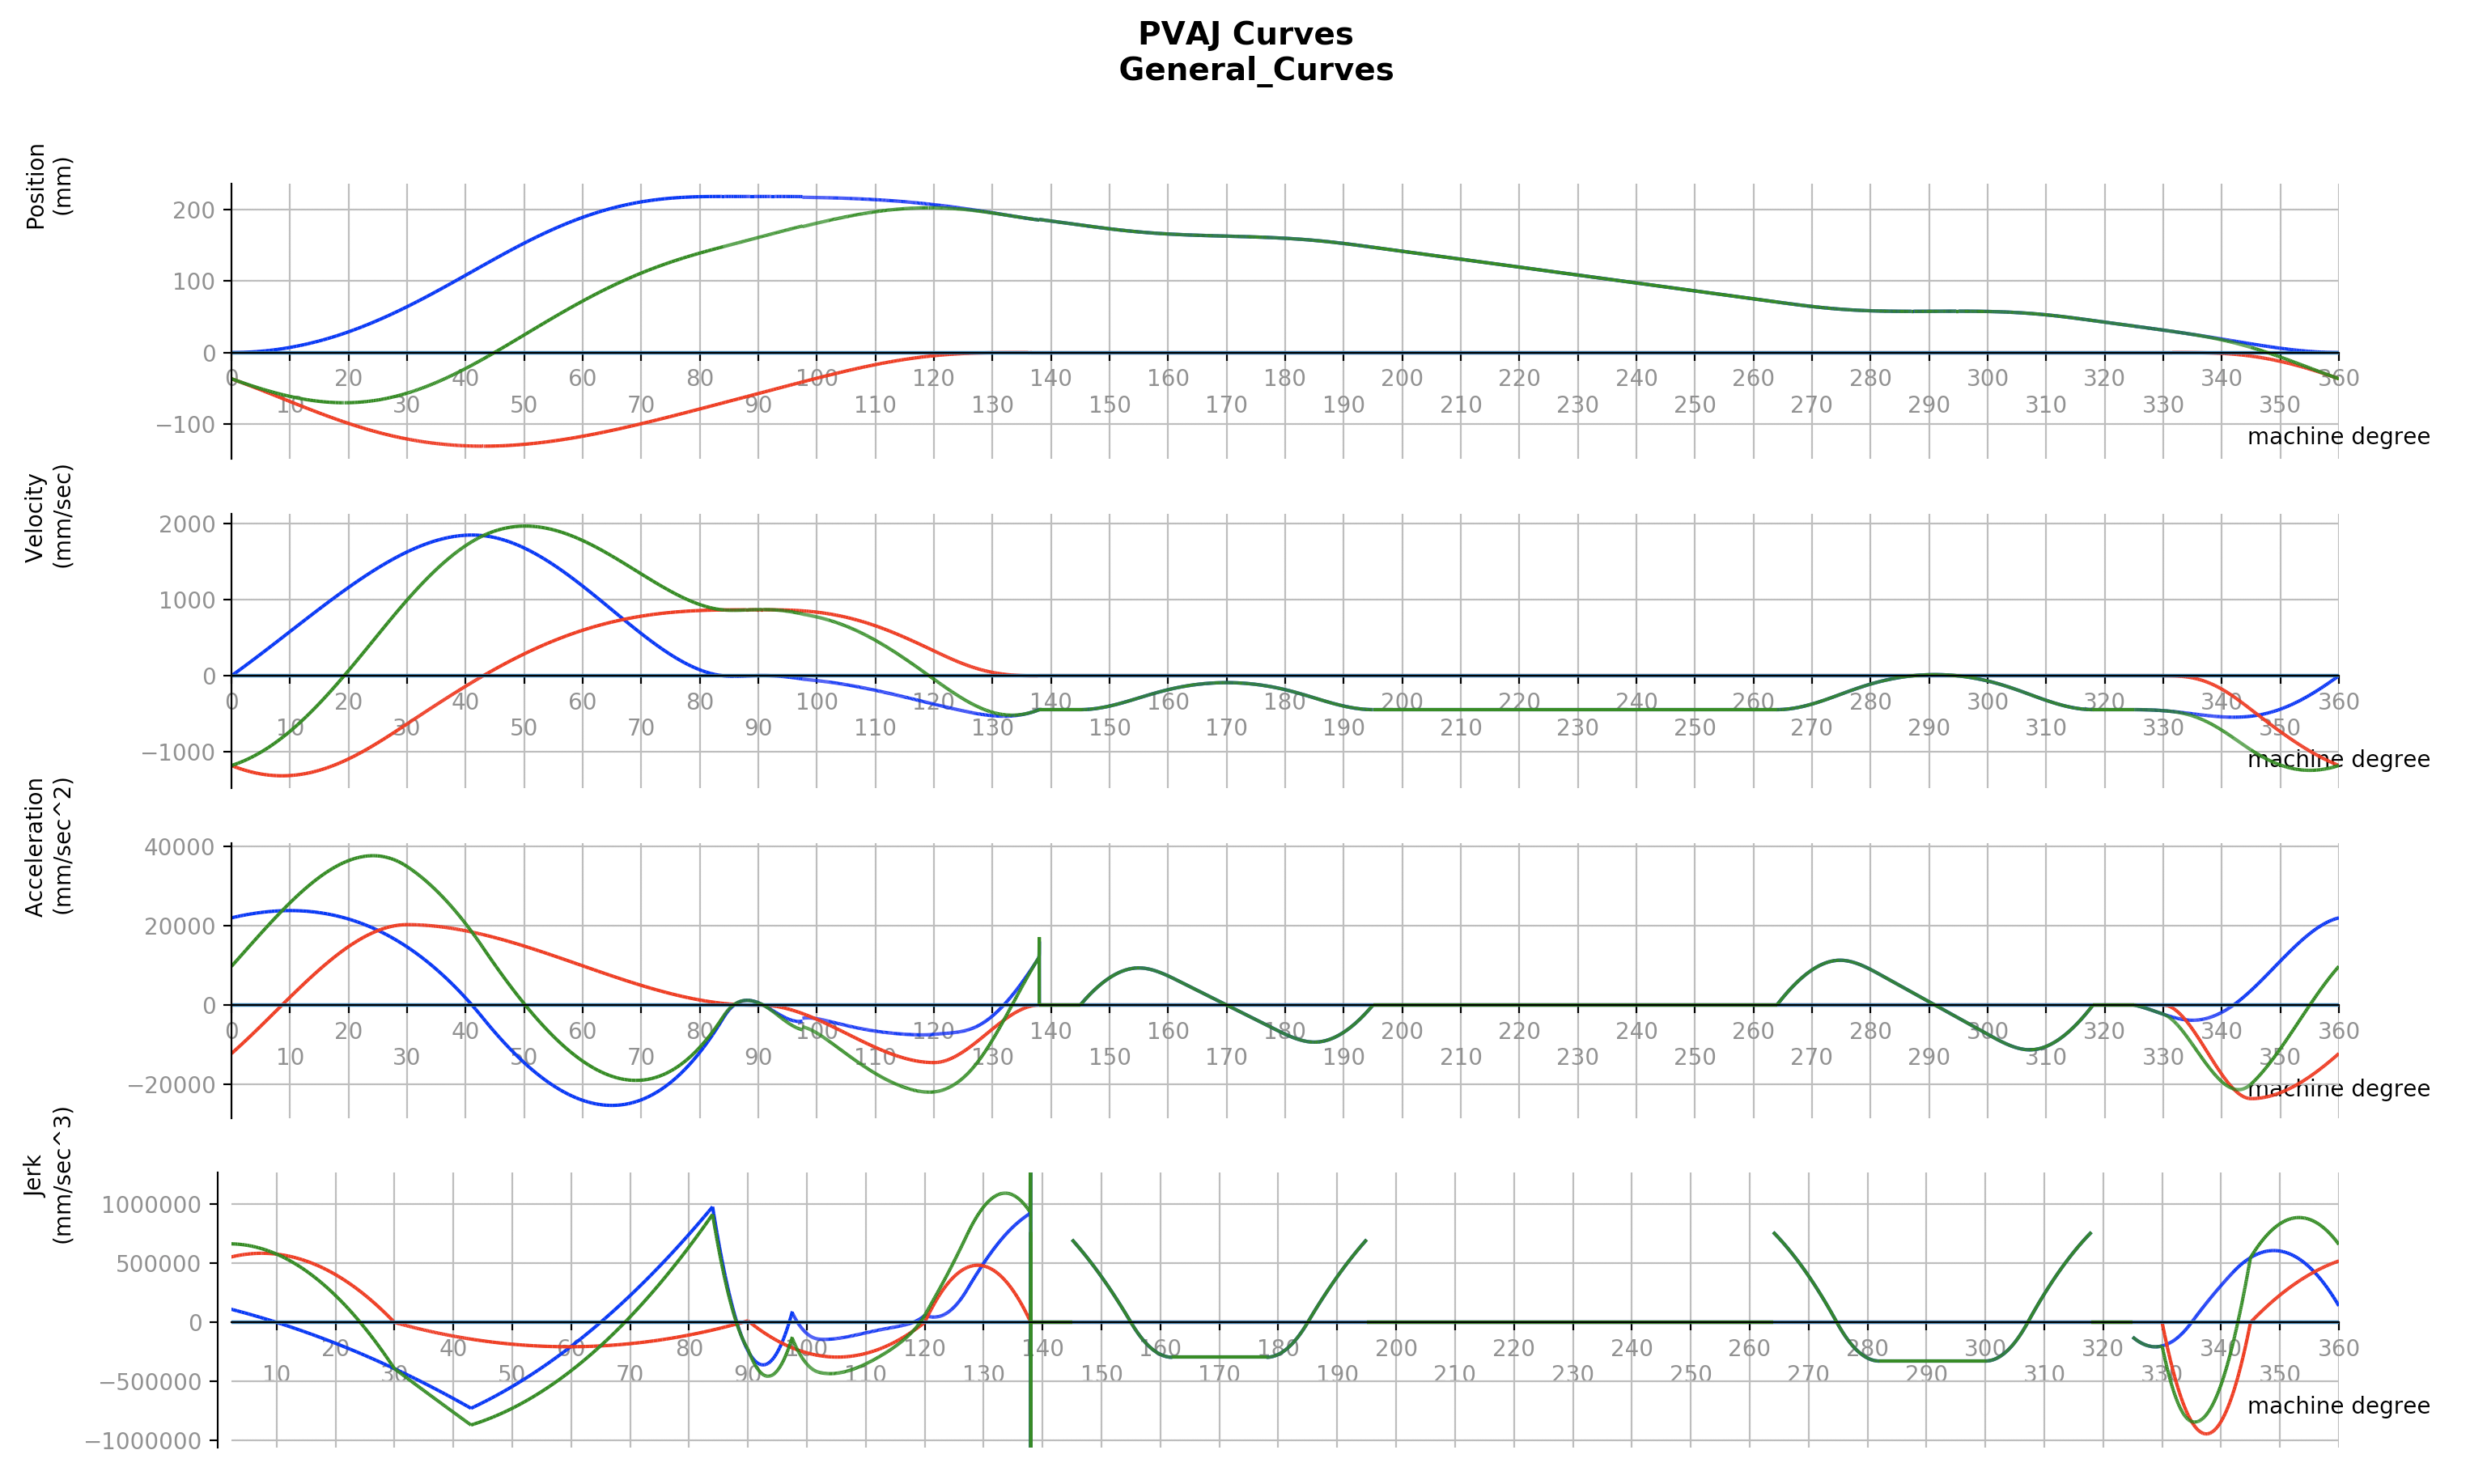 PVAJ Curves
General_Curves
Position
(mm)
200
100
0
−100
0 20 40 60 80 100 120 140 160 180 200 220 240 260 280 300 320 340 360
10 30 50 70 90 110 130 150 170 190 210 230 250 270 290 310 330 350
machine degree
Velocity
(mm/sec)
2000
1000
0
−1000
0 20 40 60 80 100 120 140 160 180 200 220 240 260 280 300 320 340 360
10 30 50 70 90 110 130 150 170 190 210 230 250 270 290 310 330 350
machine degree
Acceleration
(mm/sec^2)
40000
20000
0
−20000
0 20 40 60 80 100 120 140 160 180 200 220 240 260 280 300 320 340 360
10 30 50 70 90 110 130 150 170 190 210 230 250 270 290 310 330 350
machine degree
Jerk
(mm/sec^3)
1000000
500000
0
−500000
−1000000
20 40 60 80 100 120 140 160 180 200 220 240 260 280 300 320 340 360
10 30 50 70 90 110 130 150 170 190 210 230 250 270 290 310 330 350
machine degree